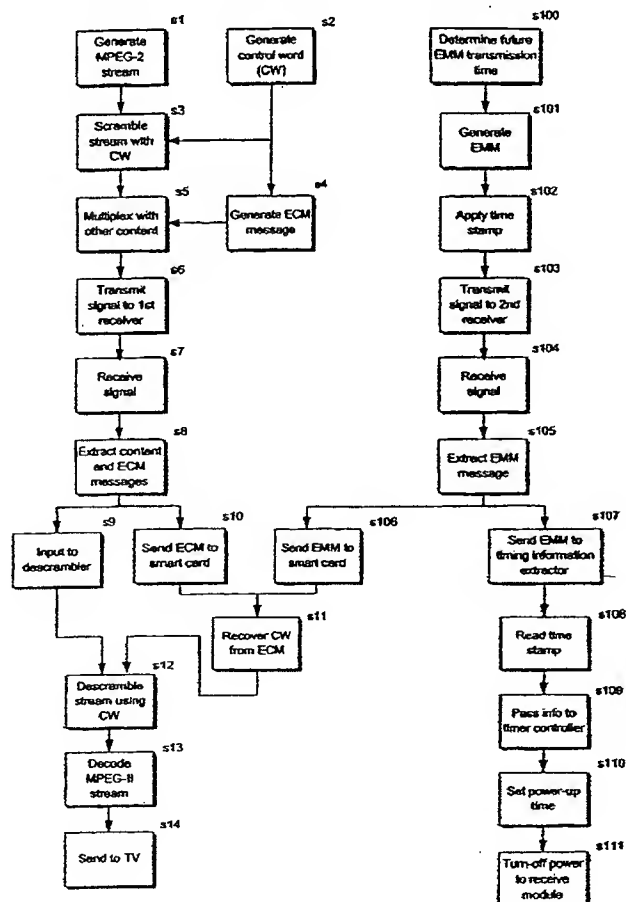 s1
Generate
MPEG-2
stream
s2
Generate
control word
(CW)
s3
Scramble
stream with
CW
s4
Generate ECM
message
s5
Multiplex with
other content
s6
Transmit
signal to 1st
receiver
s7
Receive
signal
s8
Extract content
and ECM
messages
s9
Input to
descrambler
s10
Send ECM to
smart card
s106
Send EMM to
smart card
s11
Recover CW
from ECM
s12
Descramble
stream using
CW
s13
Decode
MPEG-II
stream
s14
Send to TV
s100
Determine future
EMM transmission
time
s101
Generate
EMM
s102
Apply time
stamp
s103
Transmit
signal to 2nd
receiver
s104
Receive
signal
s105
Extract EMM
message
s107
Send EMM to
timing information
extractor
s108
Read time
stamp
s109
Pass info to
timer controller
s110
Set power-up
time
s111
Turn-off power
to receive
module